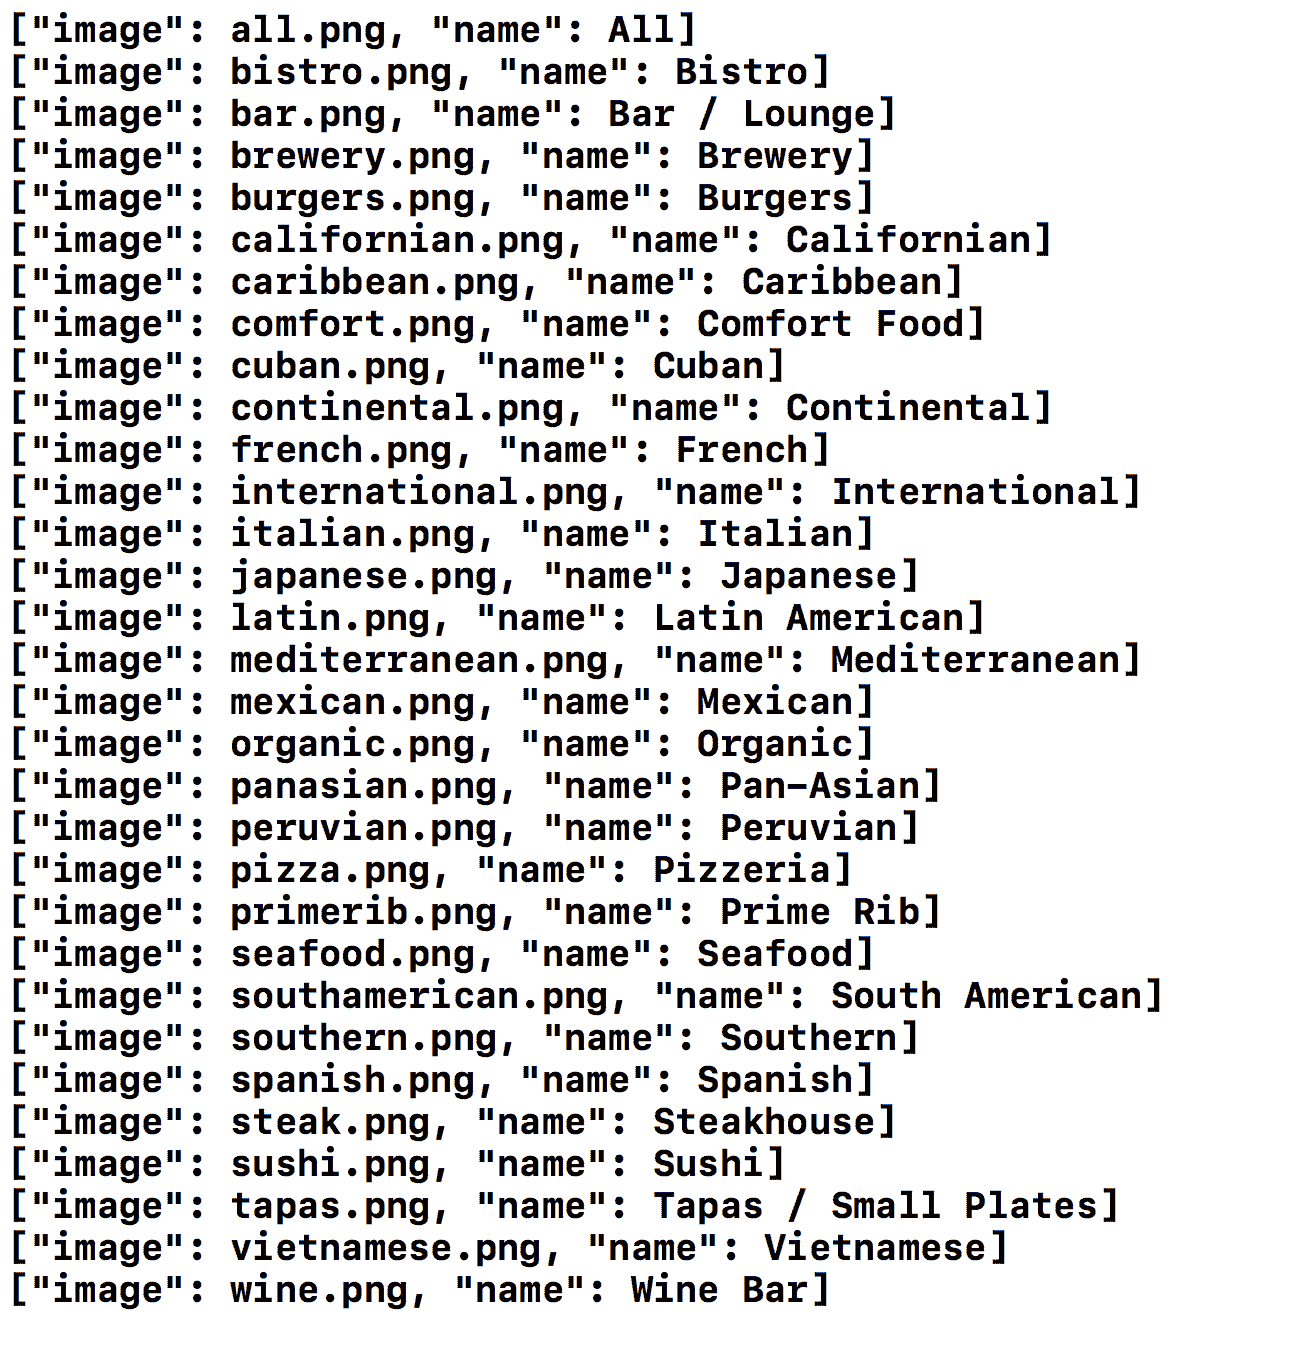 ["image": all.png, "name": All]
["image": bistro.png, "name": Bistro]
["image": bar.png, "name": Bar / Lounge]
["image": brewery.png, "name": Brewery]
["image": burgers.png, "name": Burgers]
["image": californian.png, "name": Californian]
["image": caribbean.png, "name": Caribbean]
["image": comfort.png, "name": Comfort Food]
["image": cuban.png, "name": Cuban]
["image": continental.png, "name": Continental]
["image": french.png, "name": French]
["image": international.png, "name": International]
["image": italian.png, "name": Italian]
["image": japanese.png, "name": Japanese]
["image": latin.png, "name": Latin American]
["image": mediterranean.png, "name": Mediterranean]
["image": mexican.png, "name": Mexican]
["image": organic.png, "name": Organic]
["image": panasian.png, "name": Pan-Asian]
["image": peruvian.png, "name": Peruvian]
["image": pizza.png, "name": Pizzeria]
["image": primerib.png, "name": Prime Rib]
["image": seafood.png, "name": Seafood]
["image": southamerican.png, "name": South American]
["image": southern.png, "name": Southern]
["image": spanish.png, "name": Spanish]
["image": steak.png, "name": Steakhouse]
["image": sushi.png, "name": Sushi]
["image": tapas.png, "name": Tapas / Small Plates]
["image": vietnamese.png, "name": Vietnamese]
["image": wine.png, "name": Wine Bar]